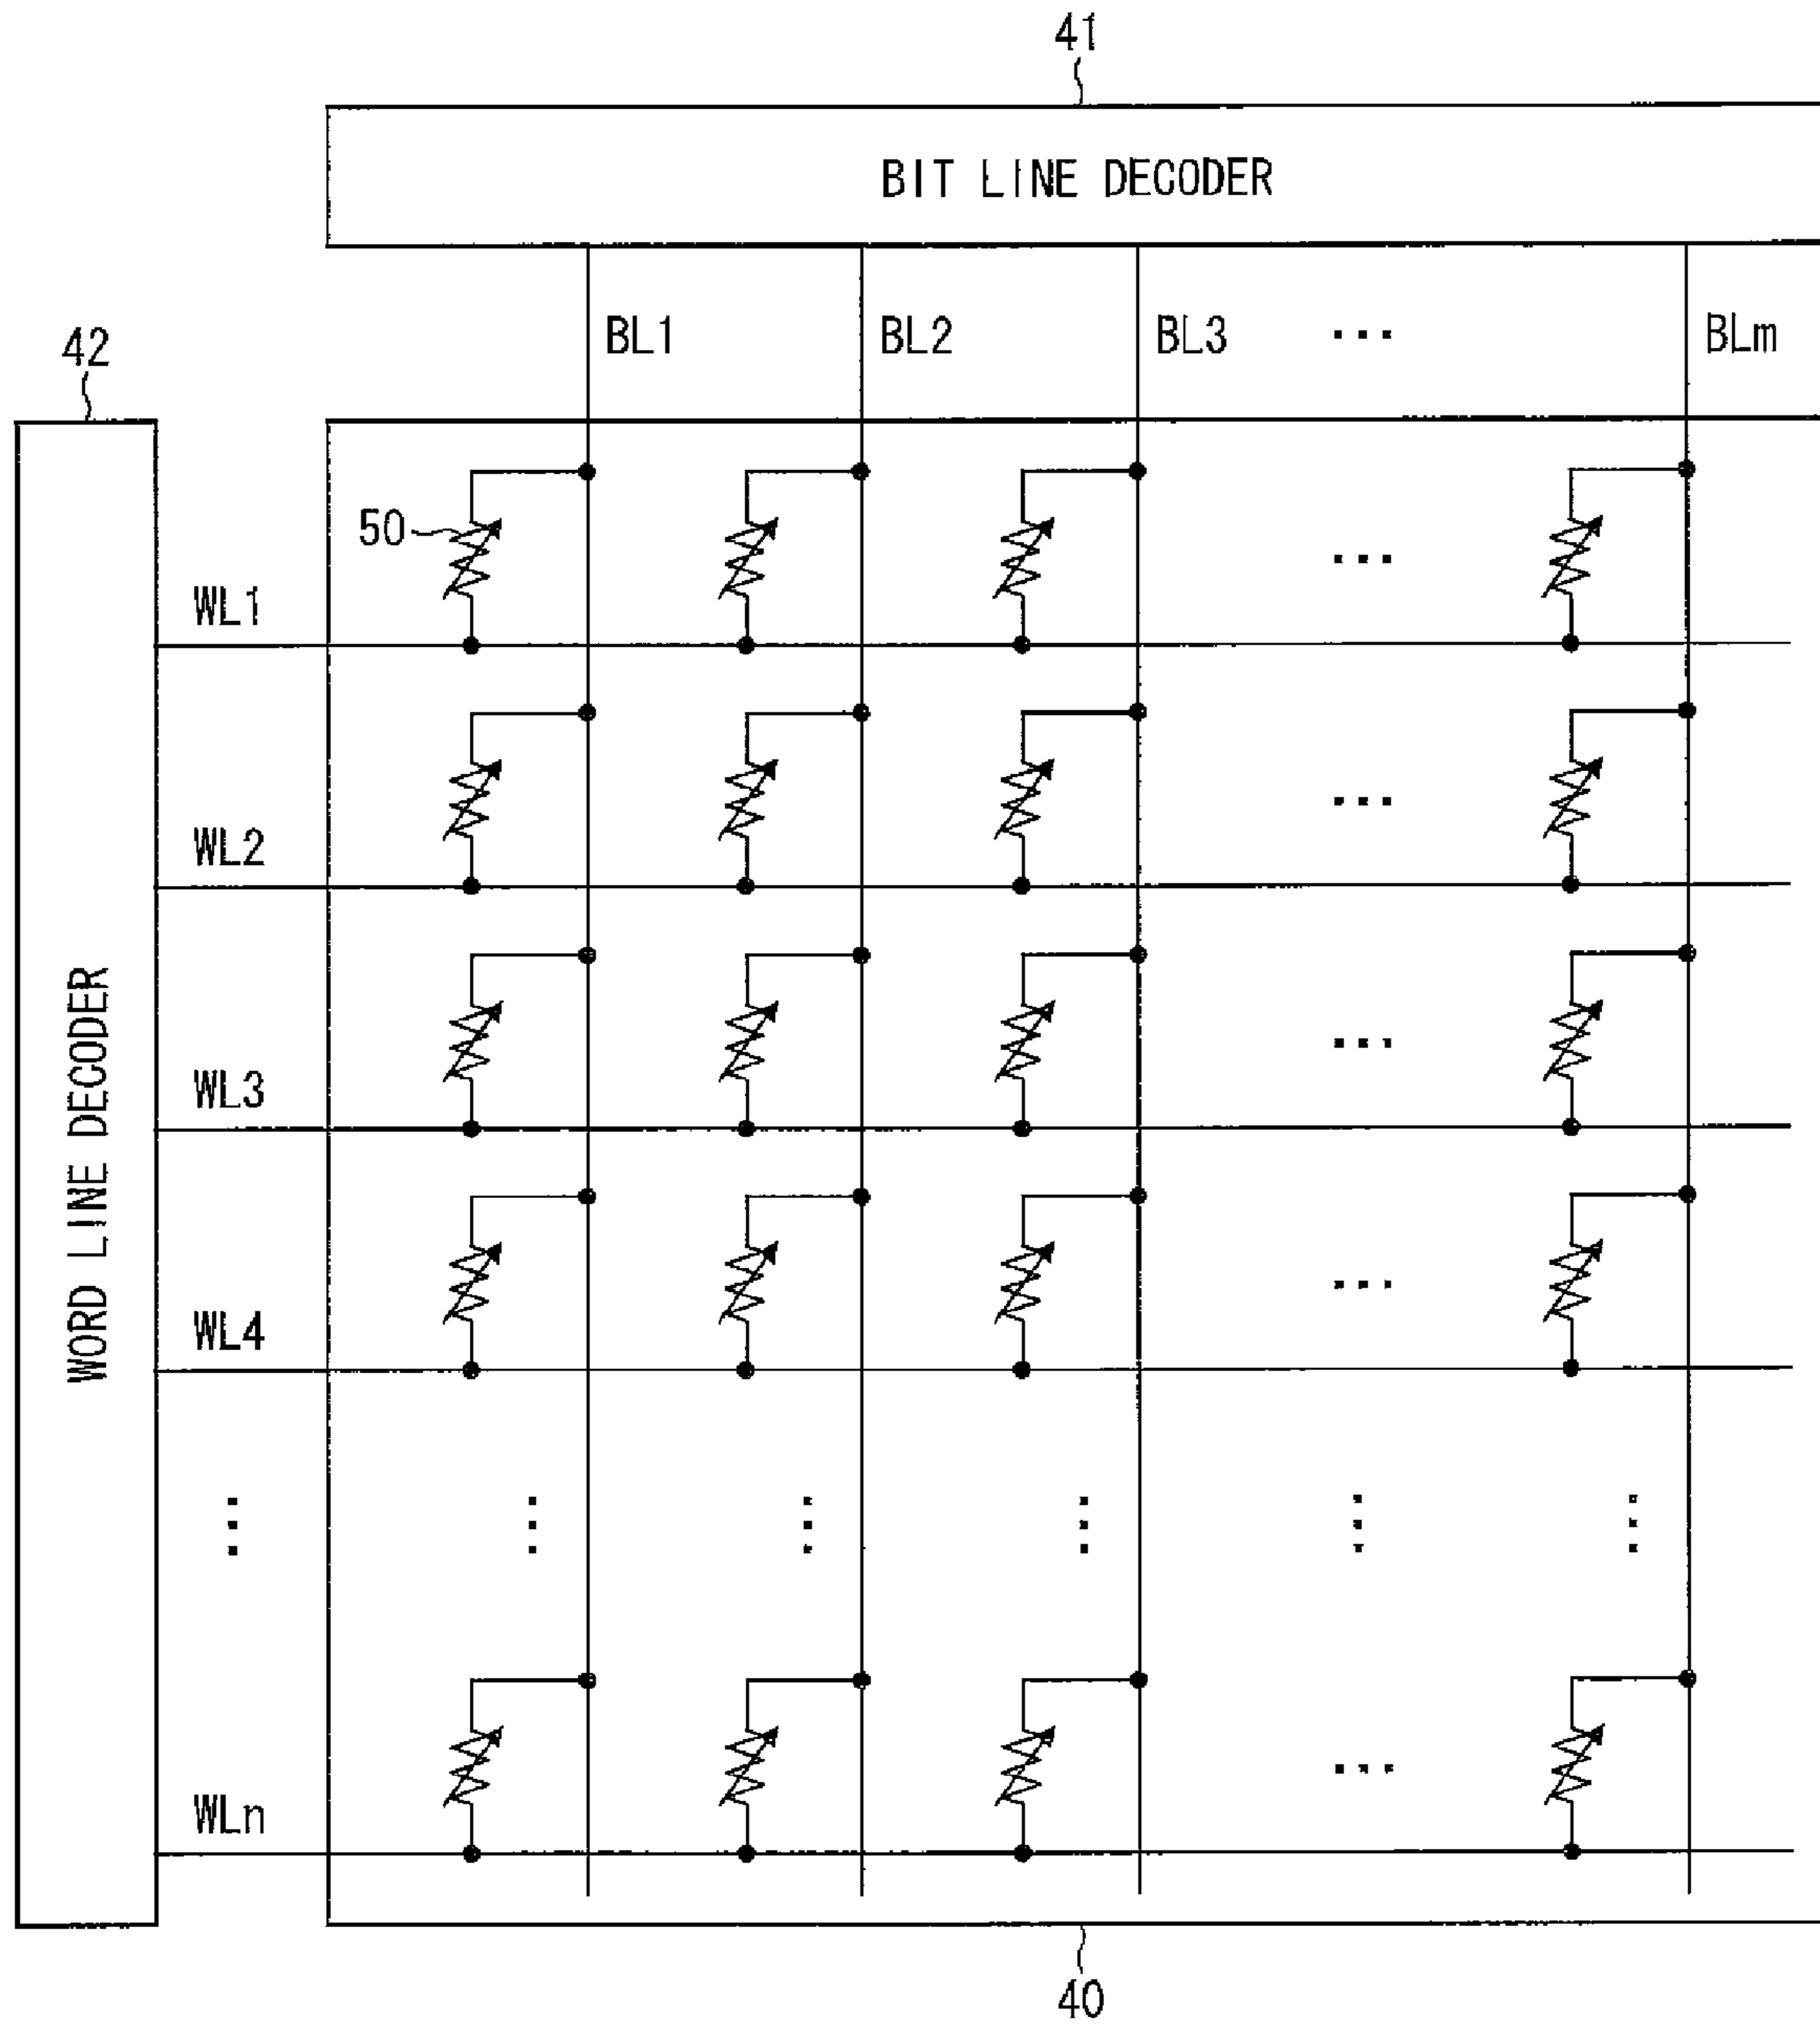 41
BIT LINE DECODER
42
BL1 BL2 BL3 ... BLm
50
...
WL1
...
WL2
...
WL3
...
WL4
WORD LINE DECODER
...
WLn
40